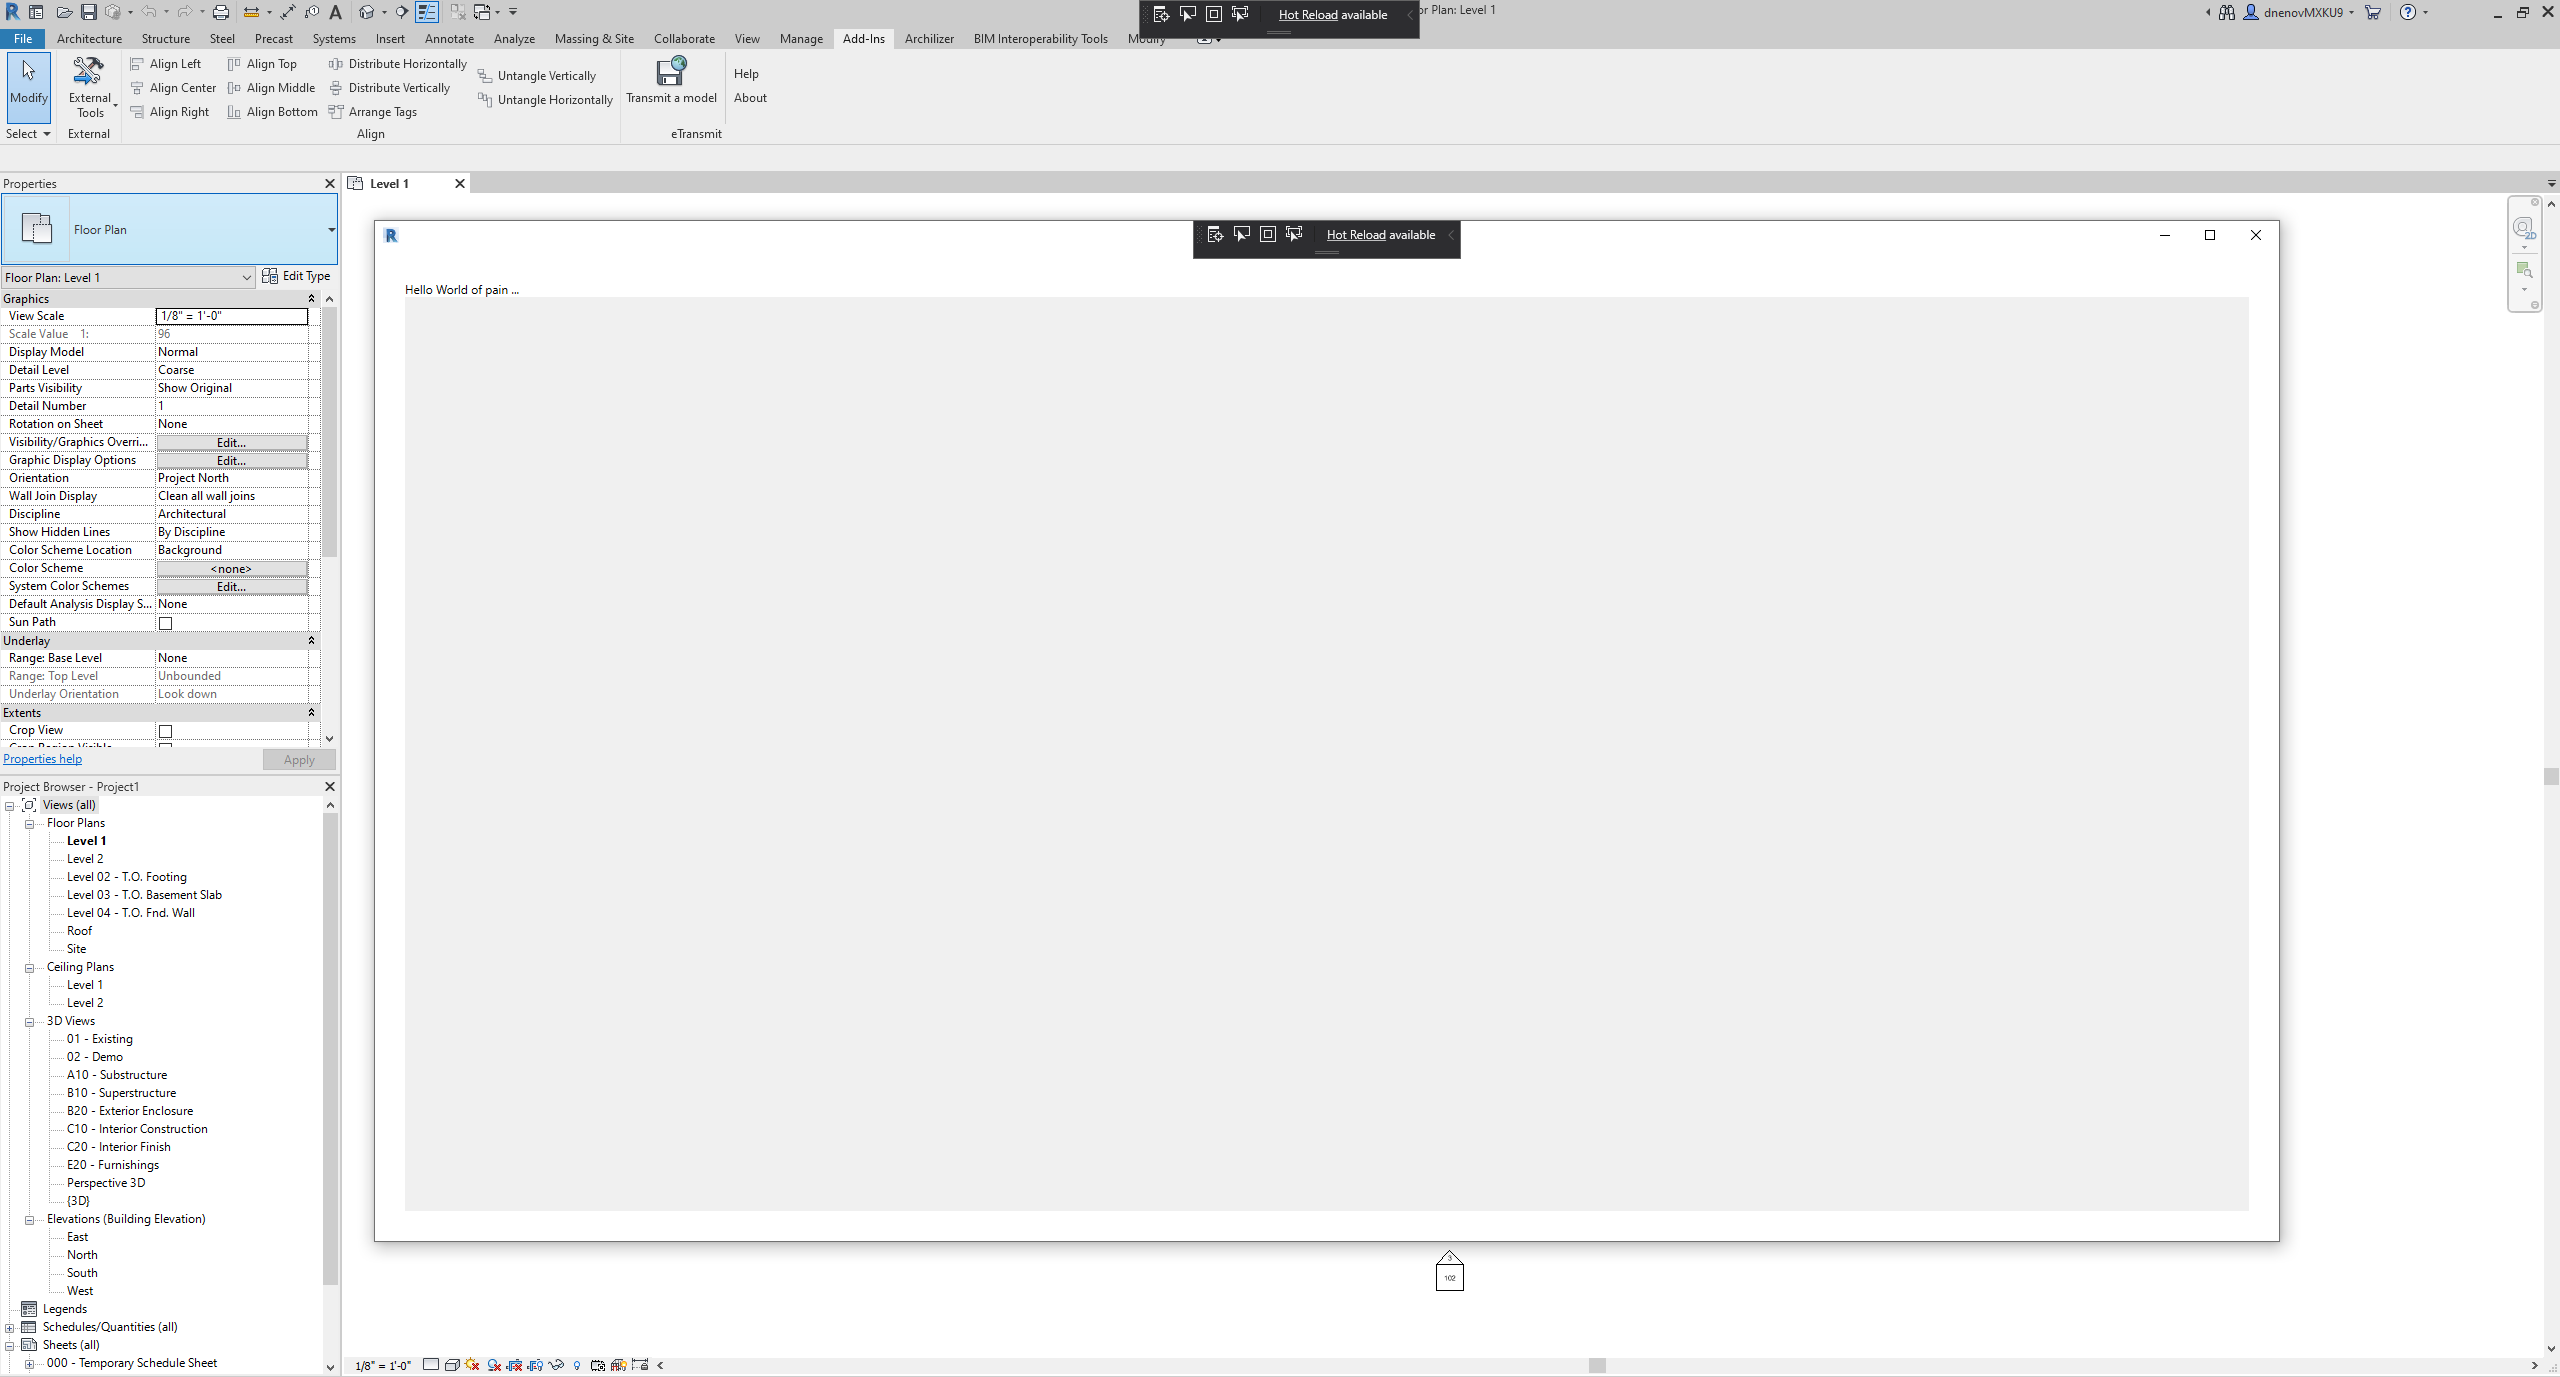 Hot Reload available
Plan: Level 1
dnenovMXKU9
File
Architecture
Structure
Steel
Precast
Systems
Insert
Annotate
Analyze
Massing & Site
Collaborate
View
Manage
Add-Ins
Archilizer
BIM Interoperability Tools
Modify
Modify
External
Tools
Align Left
Align Center
Align Right
Align Top
Align Middle
Align Bottom
Distribute Horizontally
Distribute Vertically
Arrange Tags
Untangle Vertically
Untangle Horizontally
Transmit a model
Help
About
Select
External
Align
eTransmit
Properties
Level 1
Floor Plan
Floor Plan: Level 1
Edit Type
Graphics
View Scale 1/8" = 1'-0"
Scale Value 1: 96
Display Model Normal
Detail Level Coarse
Parts Visibility Show Original
Detail Number 1
Rotation on Sheet None
Visibility/Graphics Overri... Edit...
Graphic Display Options Edit...
Orientation Project North
Wall Join Display Clean all wall joins
Discipline Architectural
Show Hidden Lines By Discipline
Color Scheme Location Background
Color Scheme <none>
System Color Schemes Edit...
Default Analysis Display S... None
Sun Path
Underlay
Range: Base Level None
Range: Top Level Unbounded
Underlay Orientation Look down
Extents
Crop View
Properties help
Apply
Project Browser - Project1
Views (all)
Floor Plans
Level 1
Level 2
Level 02 - T.O. Footing
Level 03 - T.O. Basement Slab
Level 04 - T.O. Fnd. Wall
Roof
Site
Ceiling Plans
Level 1
Level 2
3D Views
01 - Existing
02 - Demo
A10 - Substructure
B10 - Superstructure
B20 - Exterior Enclosure
C10 - Interior Construction
C20 - Interior Finish
E20 - Furnishings
Perspective 3D
{3D}
Elevations (Building Elevation)
East
North
South
West
Legends
Schedules/Quantities (all)
Sheets (all)
000 - Temporary Schedule Sheet
Hot Reload available
Hello World of pain ...
2D
3
102
1/8" = 1'-0"